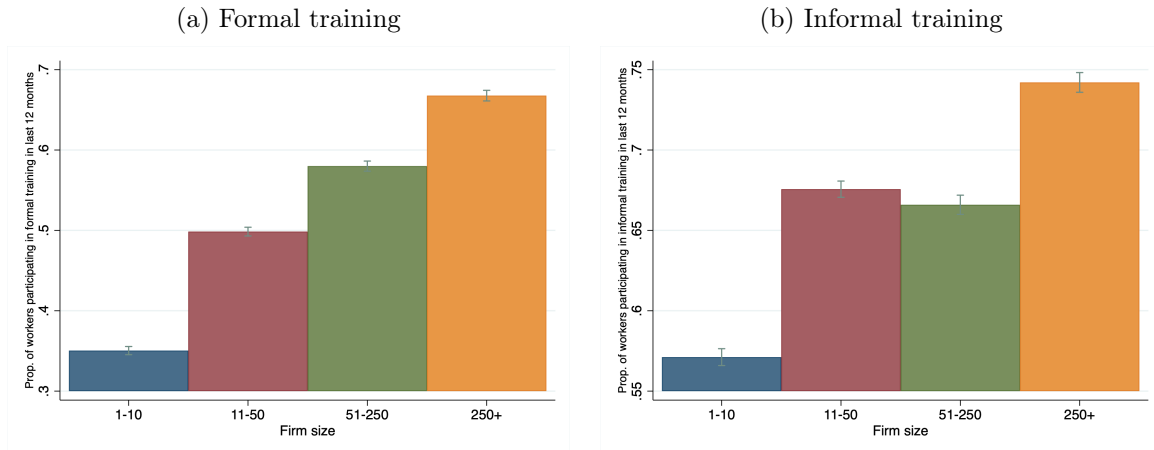 (a) Formal training
Prop. of workers participating in formal training in last 12 months
.7
.6
.5
.4
.3
1-10 11-50 51-250 250+
Firm size
(b) Informal training
Prop. of workers participating in informal training in last 12 months
.75
.7
.65
.6
.55
1-10 11-50 51-250 250+
Firm size